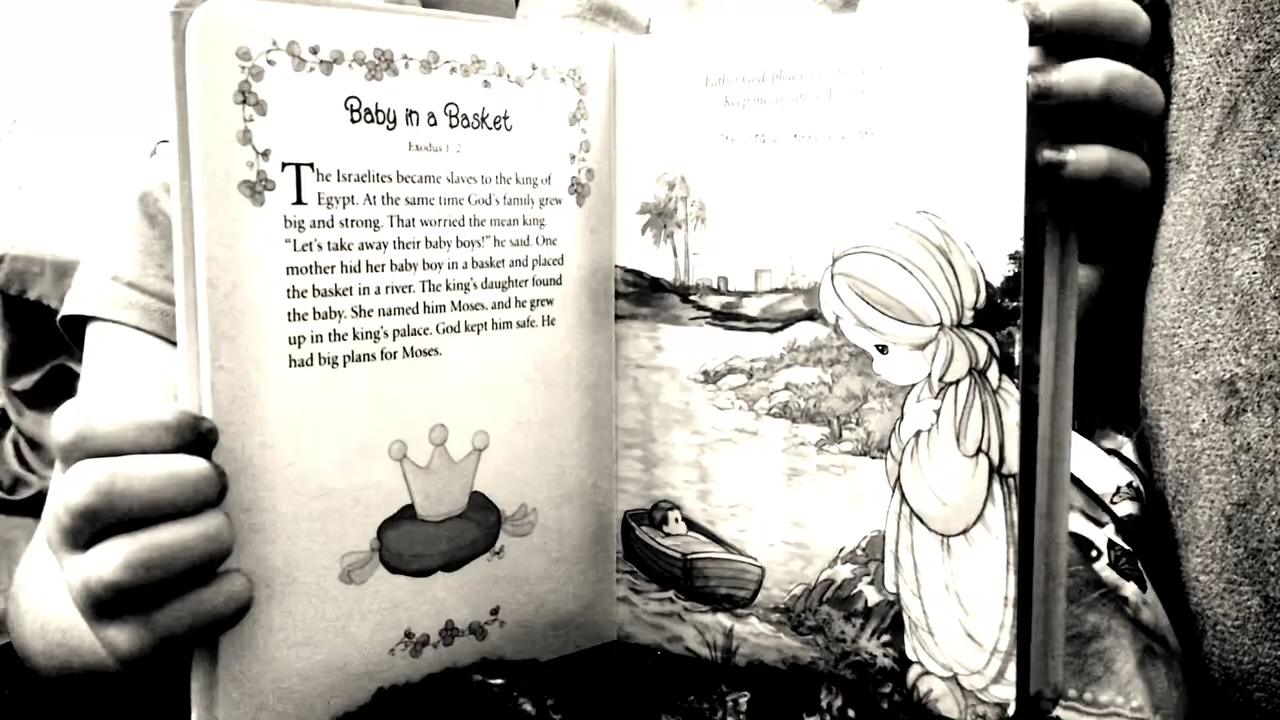 Baby in a Basket
Exodus 1-2
The Israelites became slaves to the king of
Egypt. At the same time God's family grew
big and strong. That worried the mean king.
"Let's take away their baby boys!" he said. One
mother hid her baby boy in a basket and placed
the basket in a river. The king's daughter found
the baby. She named him Moses, and he grew
up in the king's palace. God kept him safe. He
had big plans for Moses.
Father God,